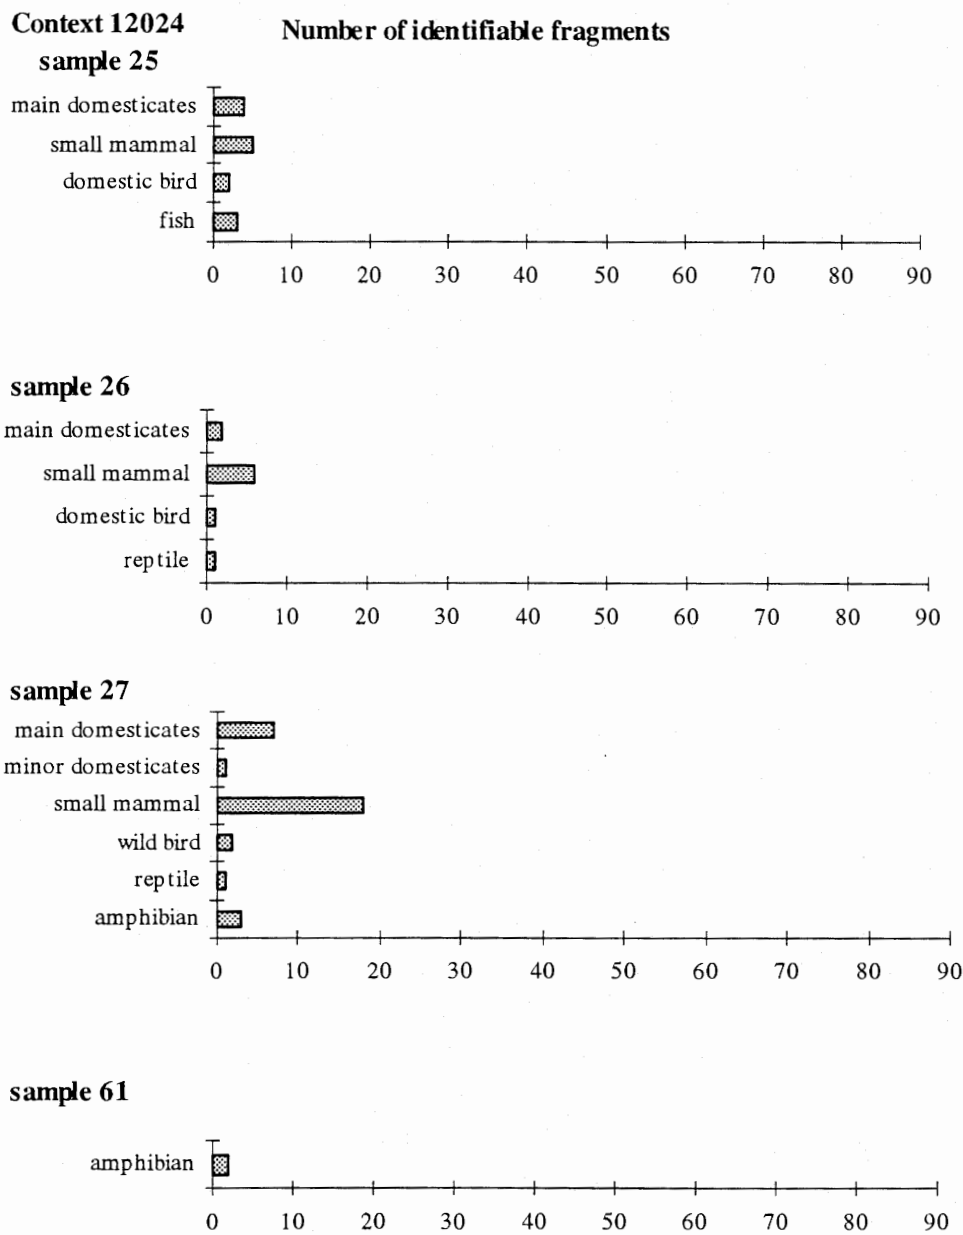 Context 12024 Number of identifiable fragments
sample 25
main domesticates
small mammal
domestic bird
fish
0 10 20 30 40 50 60 70 80 90
sample 26
main domesticates
small mammal
domestic bird
reptile
0 10 20 30 40 50 60 70 80 90
sample 27
main domesticates
minor domesticates
small mammal
wild bird
reptile
amphibian
0 10 20 30 40 50 60 70 80 90
sample 61
amphibian
0 10 20 30 40 50 60 70 80 90